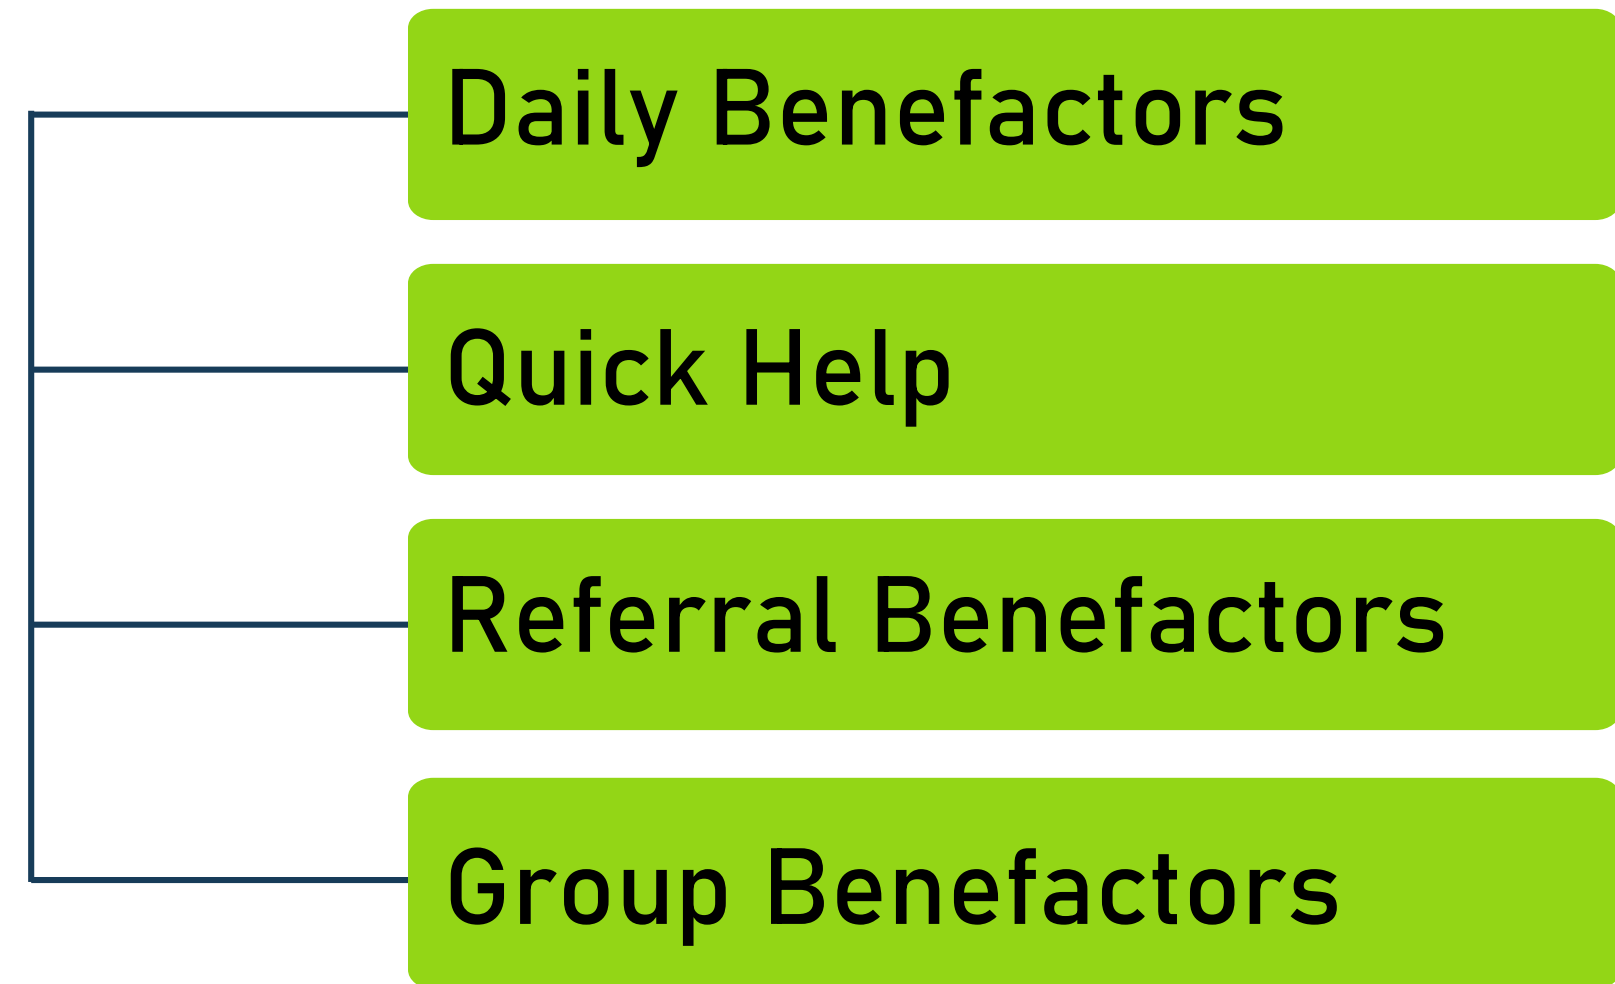 Daily Benefactors
Quick Help
Referral Benefactors
Group Benefactors